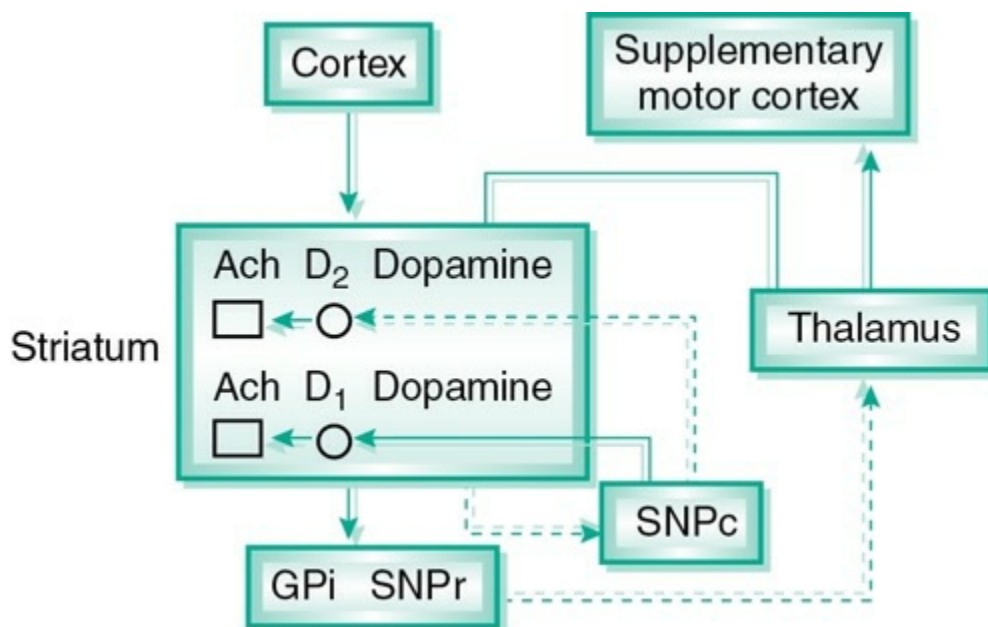 Cortex
Supplementary
motor cortex
Ach D₂ Dopamine
Striatum
Thalamus
Ach D₁ Dopamine
SNPc
GPi SNPr